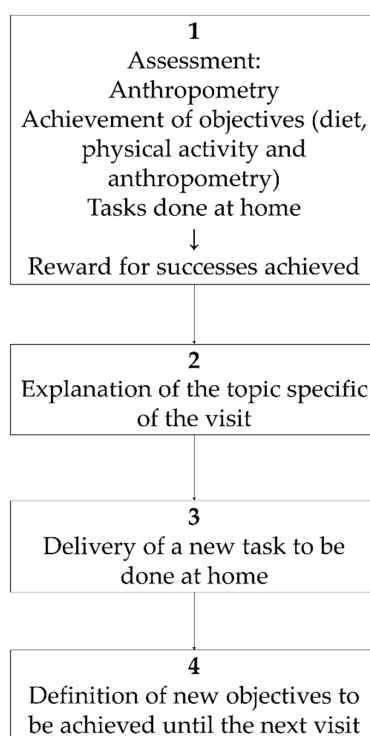 1
Assessment:
Anthropometry
Achievement of objectives (diet,
physical activity and
anthropometry)
Tasks done at home
↓
Reward for successes achieved
2
Explanation of the topic specific
of the visit
3
Delivery of a new task to be
done at home
4
Definition of new objectives to
be achieved until the next visit